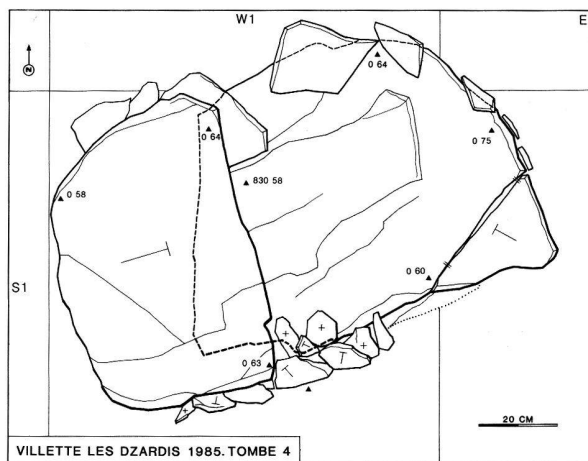 W1
E
N
0 64
0 64
0 75
0 58
830 58
S1
0 60
0 63
20 CM
VILLETTE LES DZARDIS 1985. TOMBE 4